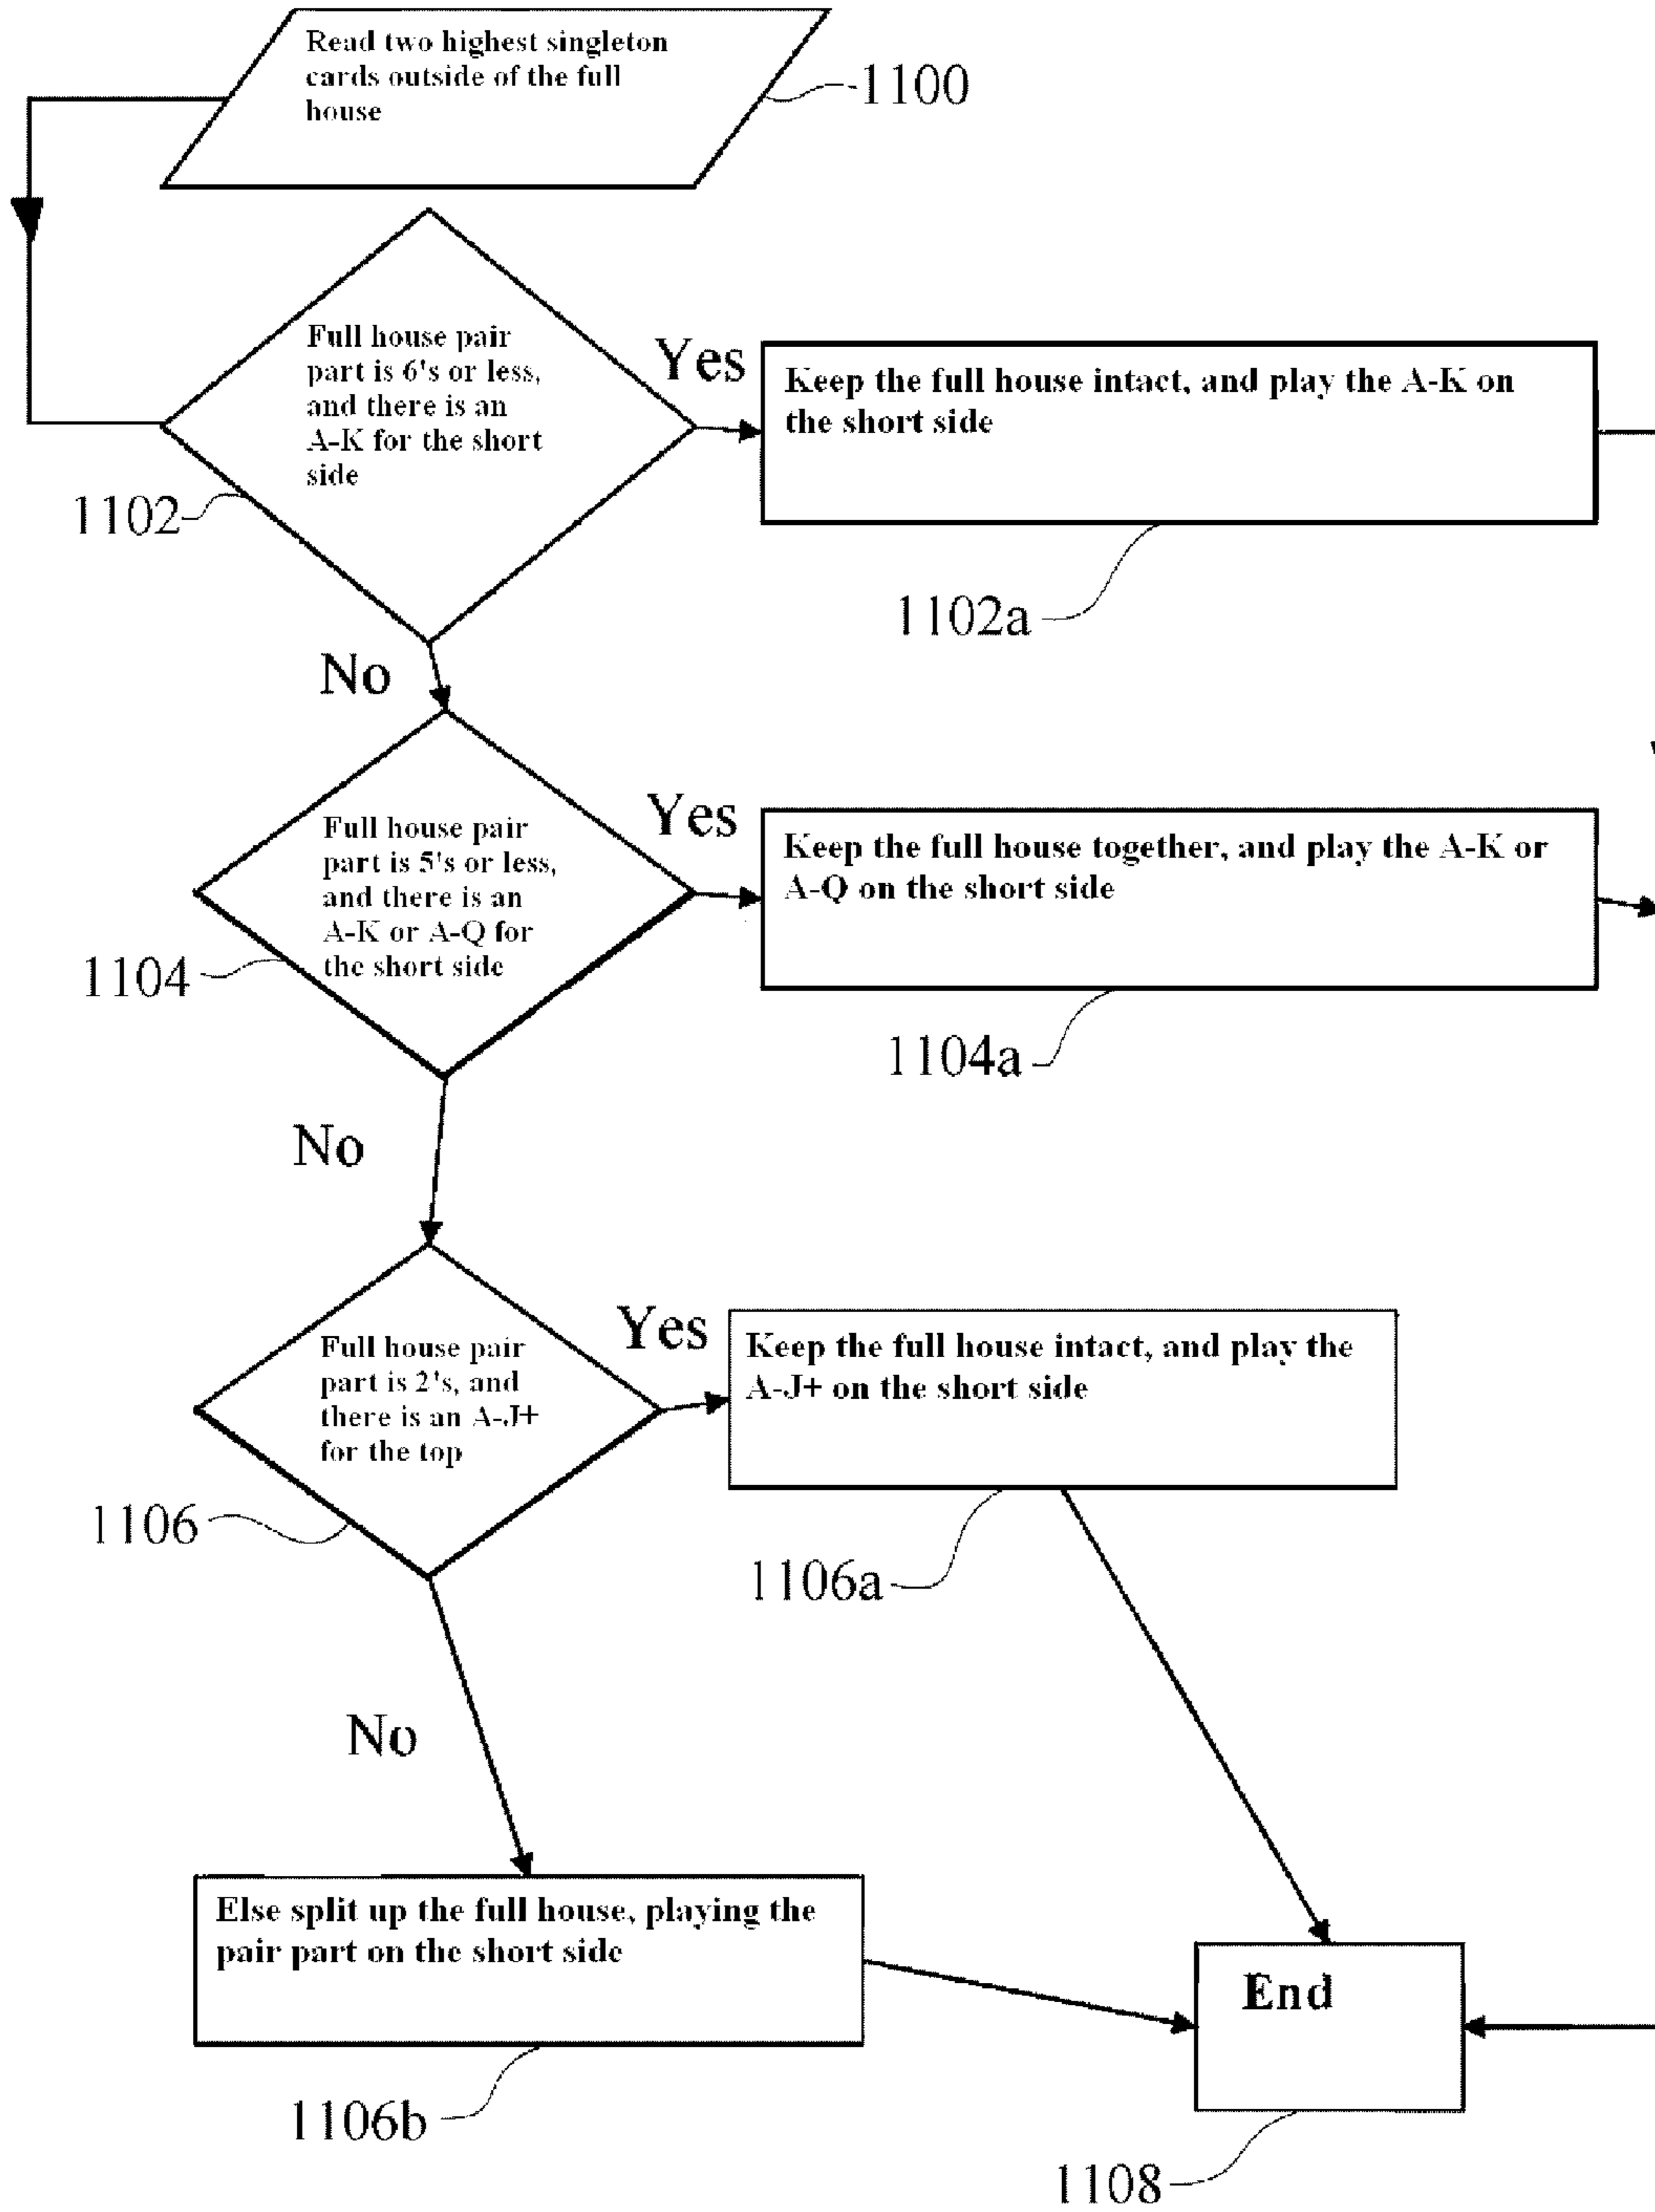 Read two highest singleton
cards outside of the full
house
1100
Full house pair
part is 6's or less,
and there is an
A-K for the short
side
1102
Yes
Keep the full house intact, and play the A-K on
the short side
1102a
No
Full house pair
part is 5's or less,
and there is an
A-K or A-Q for
the short side
1104
Yes
Keep the full house together, and play the A-K or
A-Q on the short side
1104a
No
Full house pair
part is 2's, and
there is an A-J+
for the top
1106
Yes
Keep the full house intact, and play the
A-J+ on the short side
1106a
No
Else split up the full house, playing the
pair part on the short side
1106b
End
1108